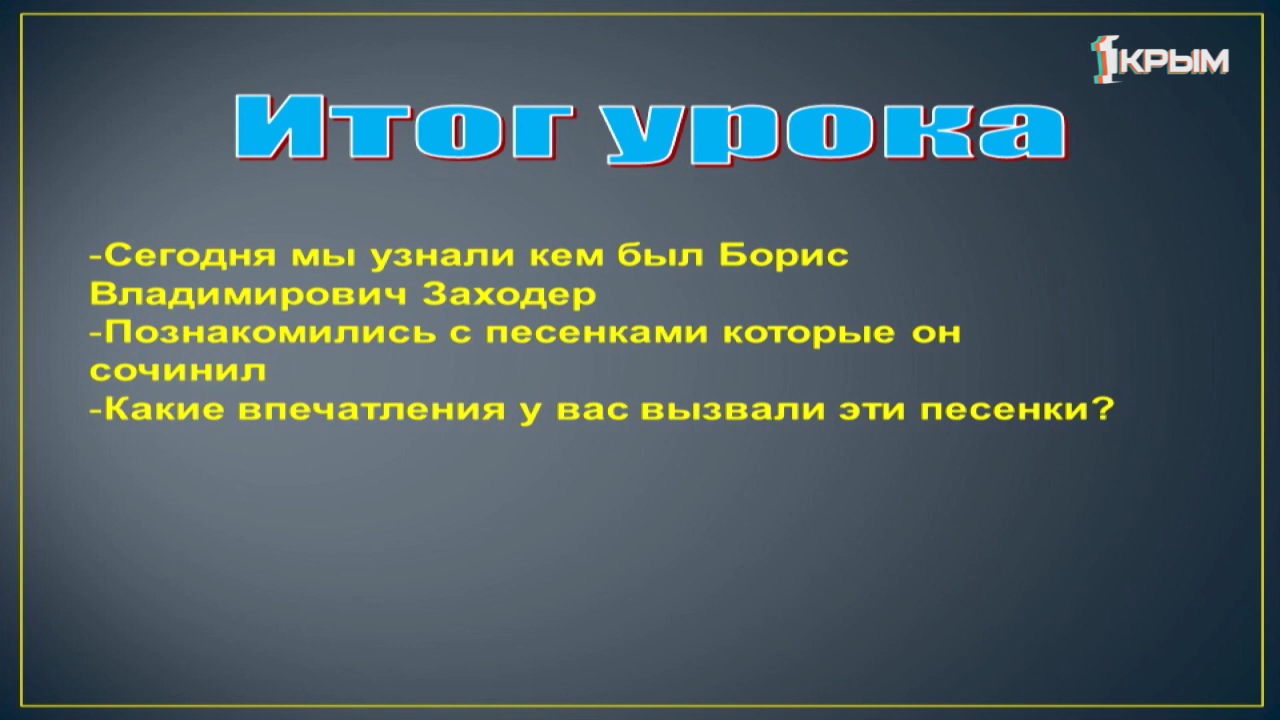 1КРЫМ
Итог урока
-Сегодня мы узнали кем был Борис
Владимирович Заходер
-Познакомились с песенками которые он
сочинил
-Какие впечатления у вас вызвали эти песенки?